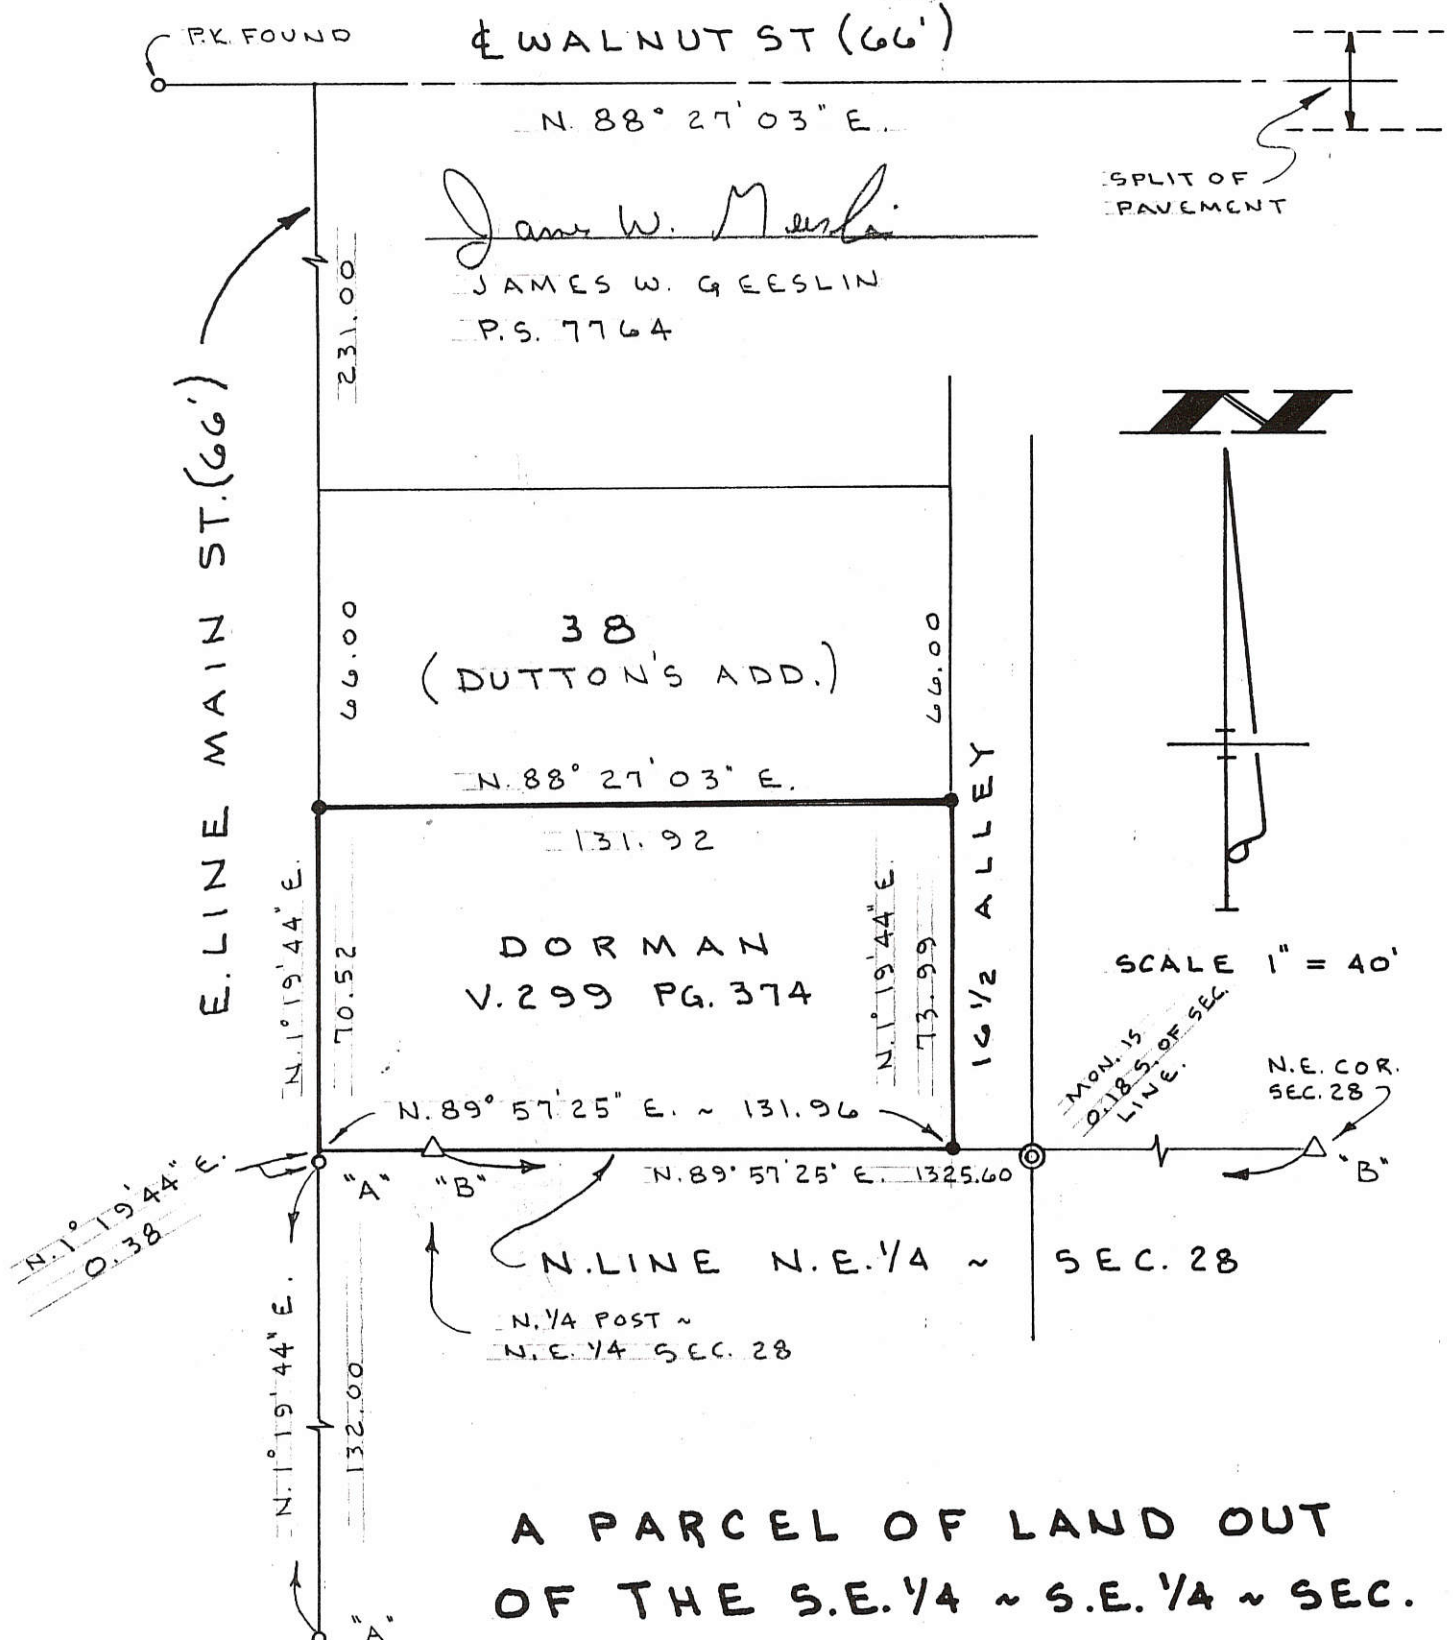 P.K. FOUND
℄ WALNUT ST (66')
N. 88° 27' 03" E.
SPLIT OF
PAVEMENT
JAMES W. GEESLIN
P.S. 7764
231.00
E. LINE MAIN ST. (66')
N
66.00
38
(DUTTON'S ADD.)
66.00
N. 88° 27' 03" E.
131.92
16 1/2 ALLEY
N. 1° 19' 44" E.
70.52
DORMAN
V. 299 PG. 374
N. 1° 19' 44" E.
73.99
SCALE 1" = 40'
MON. IS
0.18 S. OF SEC.
LINE.
N.E. COR.
SEC. 28
N. 89° 57' 25" E. ~ 131.96
N. 1° 19' 44" E.
0.38
"A"
"B"
N. 89° 57' 25" E. 1325.60
"B"
N. LINE N.E. 1/4 ~ SEC. 28
N. 1/4 POST ~
N.E. 1/4 SEC. 28
N. 1° 19' 44" E.
132.00
A PARCEL OF LAND OUT
OF THE S.E. 1/4 ~ S.E. 1/4 ~ SEC.
"A"